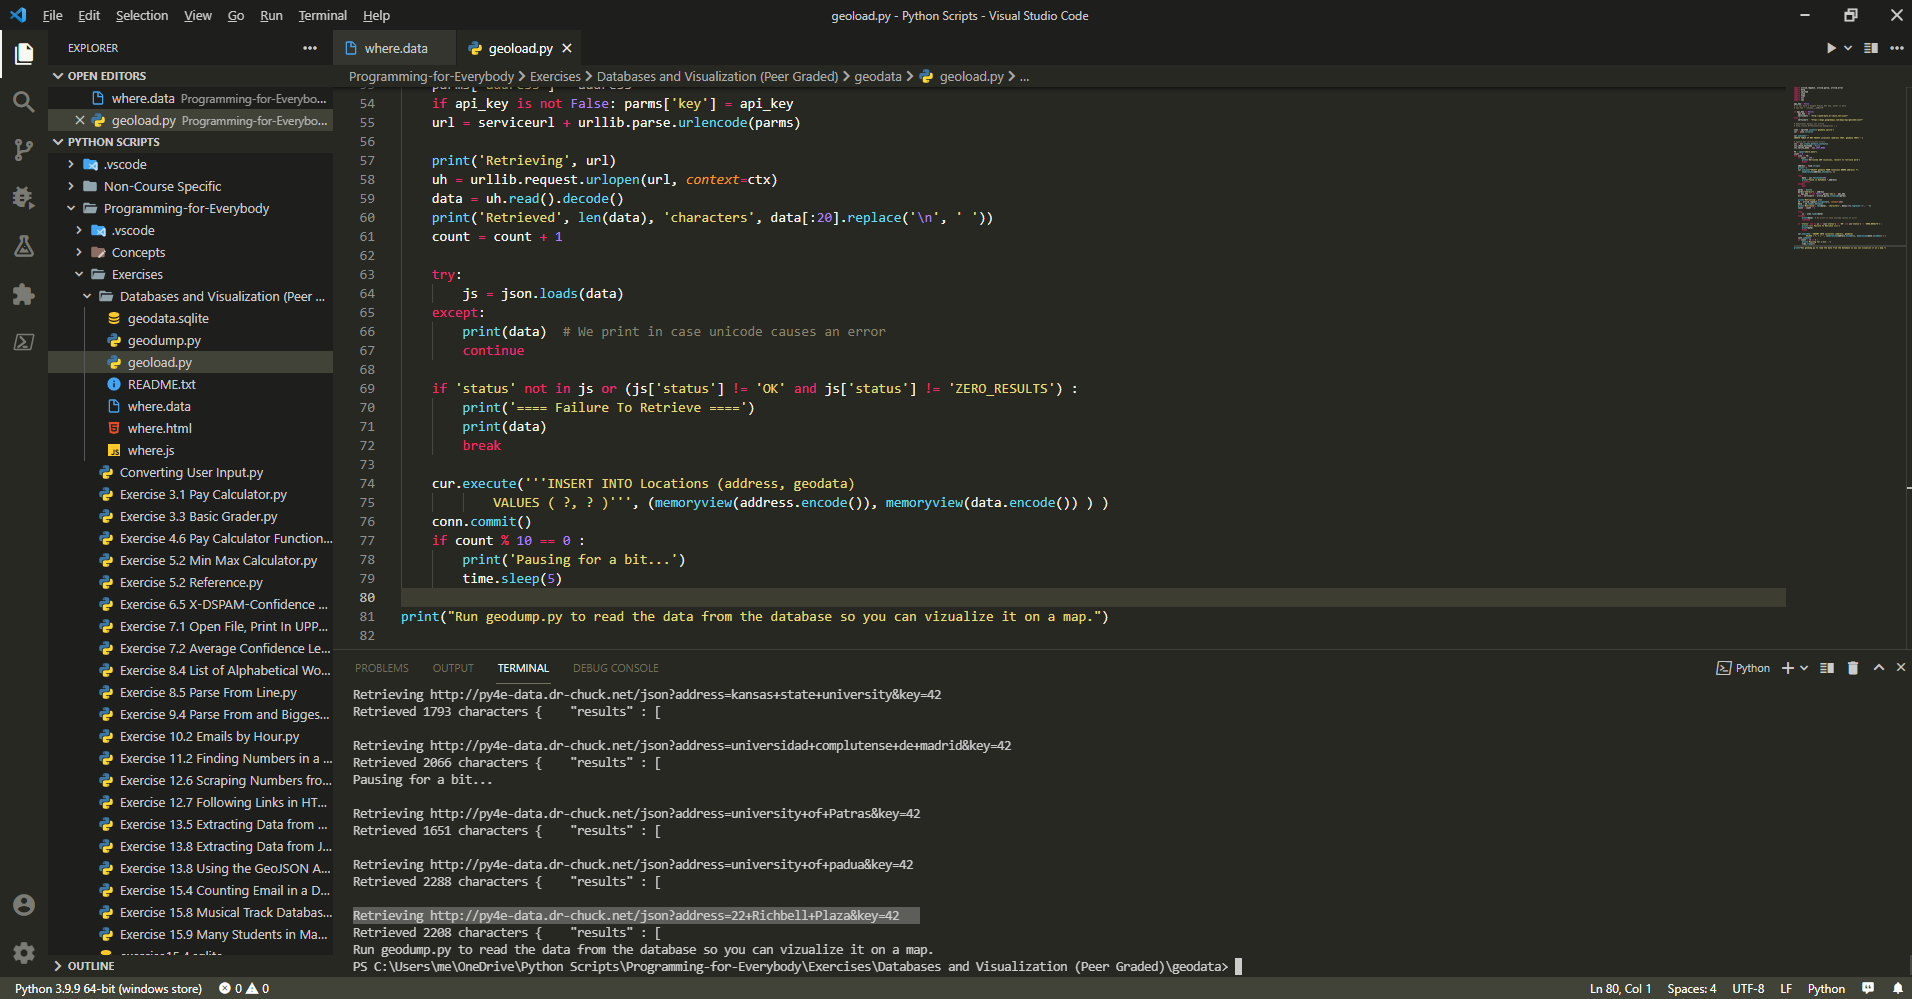 File Edit Selection View Go Run Terminal Help
geoload.py - Python Scripts - Visual Studio Code
EXPLORER
where.data
geoload.py
OPEN EDITORS
where.data Programming-for-Everybo...
geoload.py Programming-for-Everybo...
PYTHON SCRIPTS
.vscode
Non-Course Specific
Programming-for-Everybody
.vscode
Concepts
Exercises
Databases and Visualization (Peer ...
geodata.sqlite
geodump.py
geoload.py
README.txt
where.data
where.html
where.js
Converting User Input.py
Exercise 3.1 Pay Calculator.py
Exercise 3.3 Basic Grader.py
Exercise 4.6 Pay Calculator Function...
Exercise 5.2 Min Max Calculator.py
Exercise 5.2 Reference.py
Exercise 6.5 X-DSPAM-Confidence ...
Exercise 7.1 Open File, Print In UPP...
Exercise 7.2 Average Confidence Le...
Exercise 8.4 List of Alphabetical Wo...
Exercise 8.5 Parse From Line.py
Exercise 9.4 Parse From and Bigges...
Exercise 10.2 Emails by Hour.py
Exercise 11.2 Finding Numbers in a ...
Exercise 12.6 Scraping Numbers fro...
Exercise 12.7 Following Links in HT...
Exercise 13.5 Extracting Data from ...
Exercise 13.8 Extracting Data from J...
Exercise 13.8 Using the GeoJSON A...
Exercise 15.4 Counting Email in a D...
Exercise 15.8 Musical Track Databas...
Exercise 15.9 Many Students in Ma...
OUTLINE
Programming-for-Everybody > Exercises > Databases and Visualization (Peer Graded) > geodata > geoload.py > ...
54 if api_key is not False: parms['key'] = api_key
55 url = serviceurl + urllib.parse.urlencode(parms)
56
57 print('Retrieving', url)
58 uh = urllib.request.urlopen(url, context=ctx)
59 data = uh.read().decode()
60 print('Retrieved', len(data), 'characters', data[:20].replace('\n', ' '))
61 count = count + 1
62
63 try:
64 js = json.loads(data)
65 except:
66 print(data)  # We print in case unicode causes an error
67 continue
68
69 if 'status' not in js or (js['status'] != 'OK' and js['status'] != 'ZERO_RESULTS') :
70 print('==== Failure To Retrieve ====')
71 print(data)
72 break
73
74 cur.execute('''INSERT INTO Locations (address, geodata)
75 VALUES ( ?, ? )''', (memoryview(address.encode()), memoryview(data.encode()) ) )
76 conn.commit()
77 if count % 10 == 0 :
78 print('Pausing for a bit...')
79 time.sleep(5)
80
81 print("Run geodump.py to read the data from the database so you can vizualize it on a map.")
82
PROBLEMS OUTPUT TERMINAL DEBUG CONSOLE
Python
Retrieving http://py4e-data.dr-chuck.net/json?address=kansas+state+university&key=42
Retrieved 1793 characters {    "results" : [
Retrieving http://py4e-data.dr-chuck.net/json?address=universidad+complutense+de+madrid&key=42
Retrieved 2066 characters {    "results" : [
Pausing for a bit...
Retrieving http://py4e-data.dr-chuck.net/json?address=university+of+Patras&key=42
Retrieved 1651 characters {    "results" : [
Retrieving http://py4e-data.dr-chuck.net/json?address=university+of+padua&key=42
Retrieved 2288 characters {    "results" : [
Retrieving http://py4e-data.dr-chuck.net/json?address=22+Richbell+Plaza&key=42
Retrieved 2208 characters {    "results" : [
Run geodump.py to read the data from the database so you can vizualize it on a map.
PS C:\Users\me\OneDrive\Python Scripts\Programming-for-Everybody\Exercises\Databases and Visualization (Peer Graded)\geodata>
Python 3.9.9 64-bit (windows store) 0 0
Ln 80, Col 1 Spaces: 4 UTF-8 LF Python